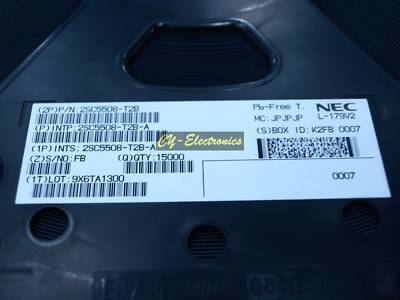 (2P)P/N: 2SC5508-T2B
Pb-Free T. NEC
(P)INTP: 2SC5508-T2B-A
MC: JPJPJP L-179V2
(S)BOX ID: K2FB 0007
(1P)INTS: 2SC5508-T2B-A
CY-Electronics
(Z)S/NO: FB (Q)QTY: 15000
(1T)LOT: 9X6TA1300
0007